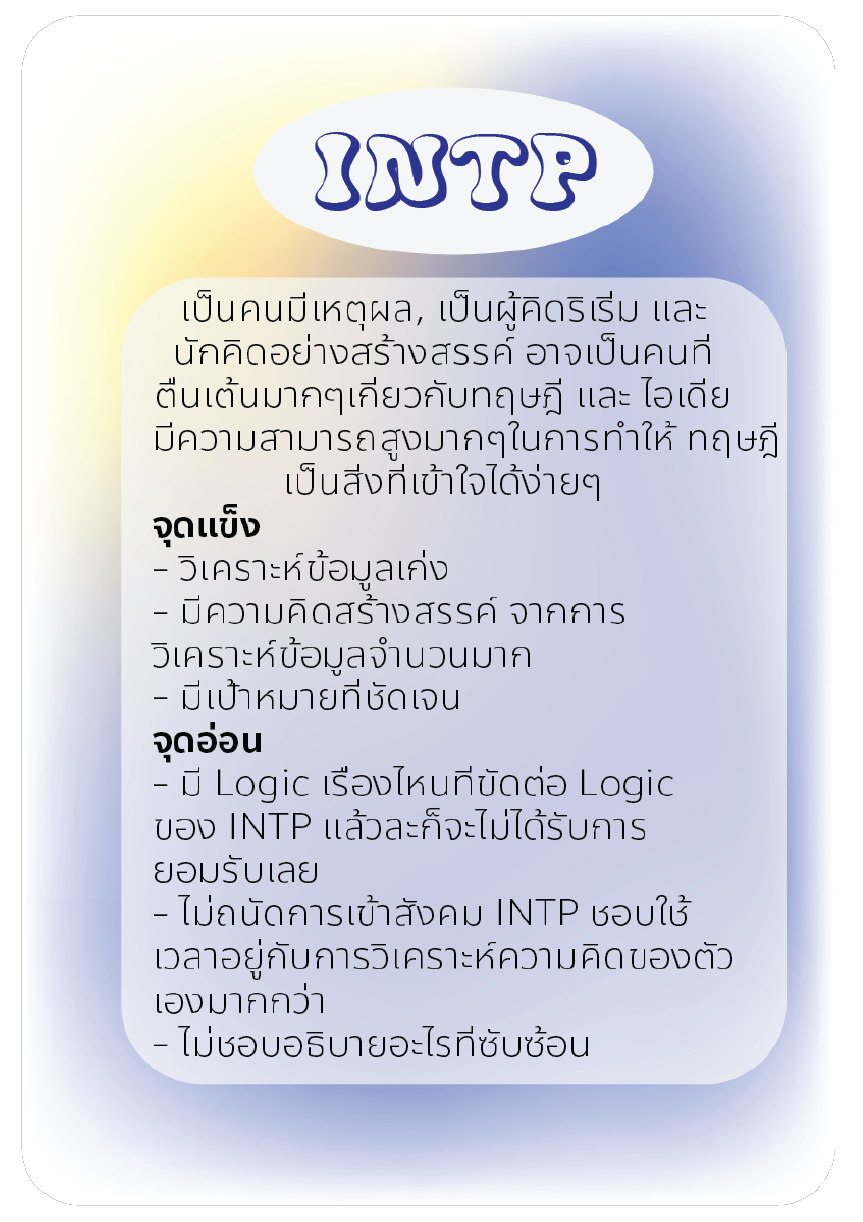 INTP
เป็นคนมีเหตุผล, เป็นผู้คิดริเริ่ม และ
นักคิดอย่างสร้างสรรค์ อาจเป็นคนที่
ตื่นเต้นมากๆเกี่ยวกับทฤษฎี และ ไอเดีย
มีความสามารถสูงมากๆในการทำให้ ทฤษฎี
เป็นสิ่งที่เข้าใจได้ง่ายๆ
จุดแข็ง
- วิเคราะห์ข้อมูลเก่ง
- มีความคิดสร้างสรรค์ จากการ
วิเคราะห์ข้อมูลจำนวนมาก
- มีเป้าหมายที่ชัดเจน
จุดอ่อน
- มี Logic เรื่องไหนที่ขัดต่อ Logic
ของ INTP แล้วละก็จะไม่ได้รับการ
ยอมรับเลย
- ไม่ถนัดการเข้าสังคม INTP ชอบใช้
เวลาอยู่กับการวิเคราะห์ความคิดของตัว
เองมากกว่า
- ไม่ชอบอธิบายอะไรที่ซับซ้อน